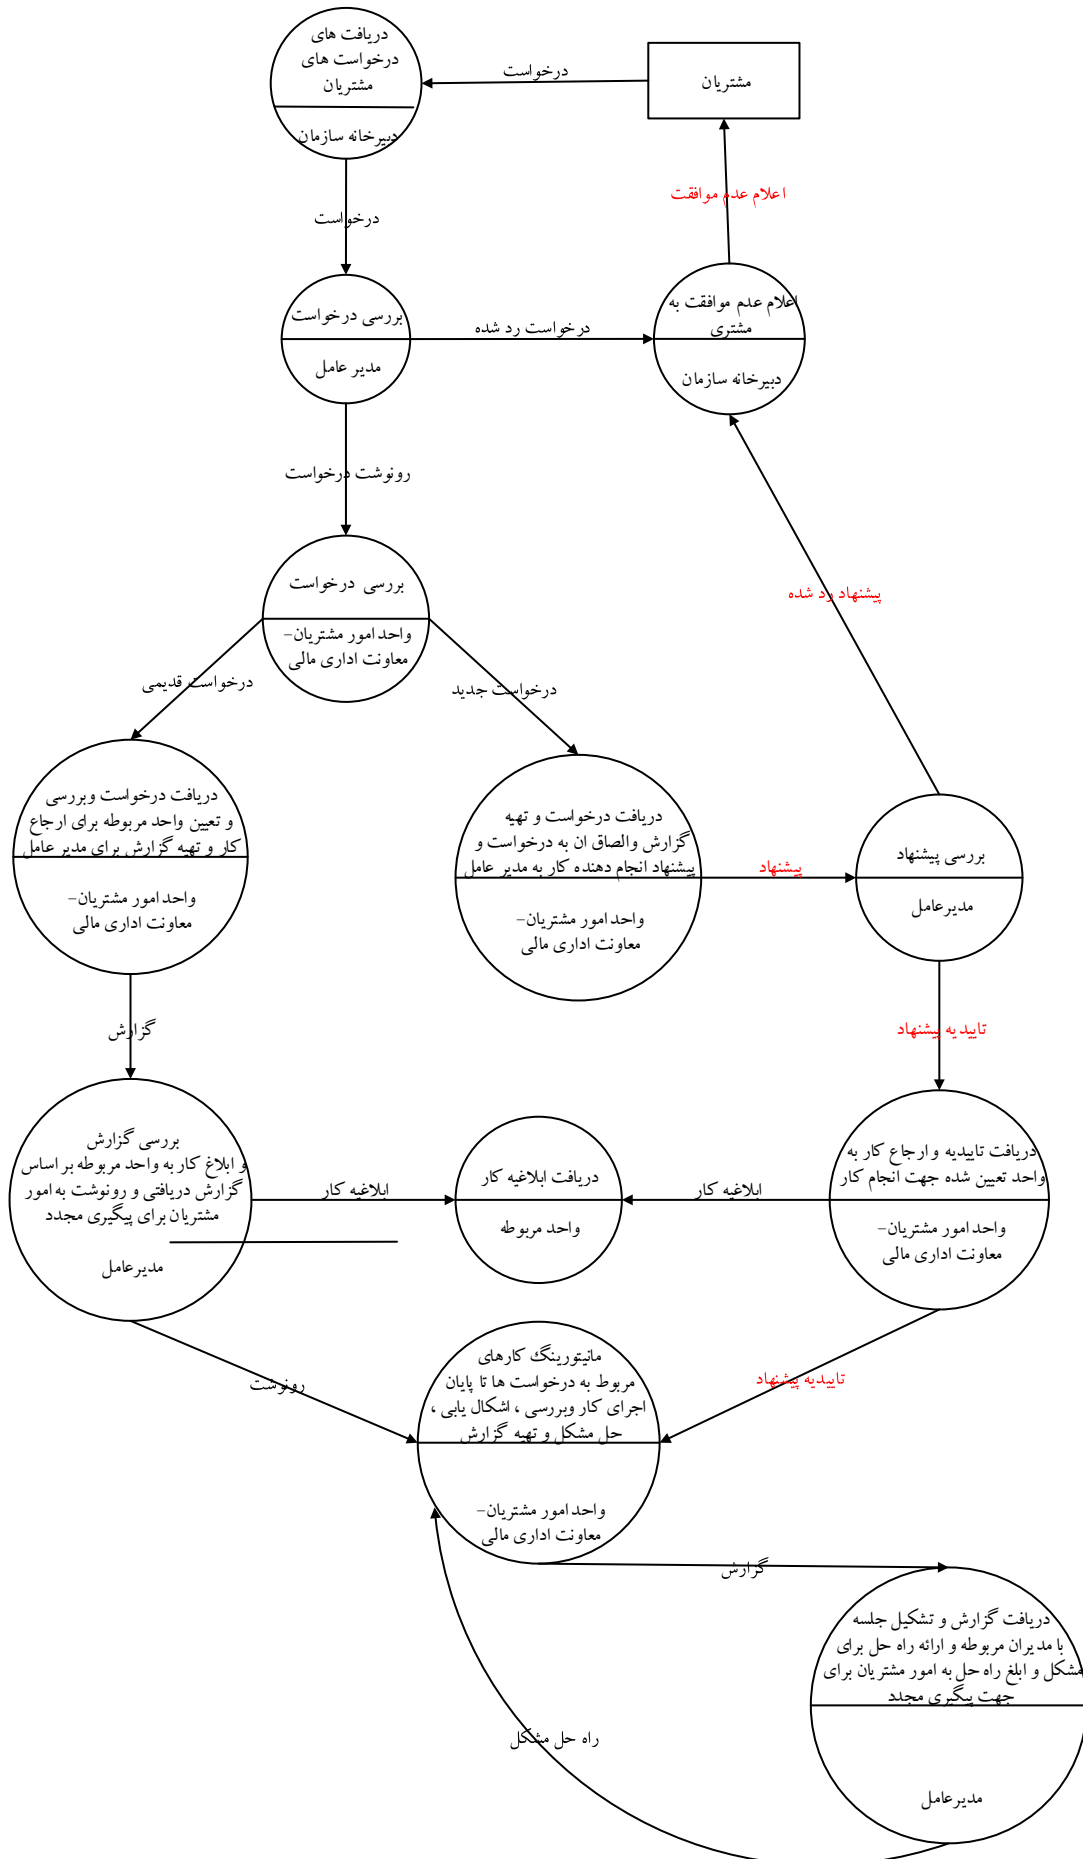 دریافت های
درخواست های
مشتریان
دبیرخانه سازمان
درخواست
مشتریان
اعلام عدم موافقت
درخواست
بررسی درخواست
مدیر عامل
درخواست رد شده
اعلام عدم موافقت به
مشتری
دبیرخانه سازمان
رونوشت درخواست
بررسی درخواست
واحد امور مشتریان-
معاونت اداری مالی
پیشنهاد رد شده
درخواست قدیمی
درخواست جدید
دریافت درخواست وبررسی
و تعیین واحد مربوطه برای ارجاع
کار و تهیه گزارش برای مدیر عامل
واحد امور مشتریان-
معاونت اداری مالی
دریافت درخواست و تهیه
گزارش والصاق ان به درخواست و
پیشنهاد انجام دهنده کار به مدیر عامل
واحد امور مشتریان-
معاونت اداری مالی
پیشنهاد
بررسی پیشنهاد
مدیرعامل
گزارش
تاییدیه پیشنهاد
بررسی گزارش
و ابلاغ کار به واحد مربوطه بر اساس
گزارش دریافتی و رونوشت به امور
مشتریان برای پیگیری مجدد
مدیرعامل
ابلاغیه کار
دریافت ابلاغیه کار
واحد مربوطه
ابلاغیه کار
دریافت تاییدیه و ارجاع کار به
واحد تعیین شده جهت انجام کار
واحد امور مشتریان-
معاونت اداری مالی
رونوشت
مانیتورینگ کارهای
مربوط به درخواست ها تا پایان
اجرای کار وبررسی ، اشکال یابی ،
حل مشکل و تهیه گزارش
واحد امور مشتریان-
معاونت اداری مالی
تاییدیه پیشنهاد
گزارش
دریافت گزارش و تشکیل جلسه
با مدیران مربوطه و ارائه راه حل برای
مشکل و ابلغ راه حل به امور مشتریان برای
جهت پیگیری مجدد
مدیرعامل
راه حل مشکل